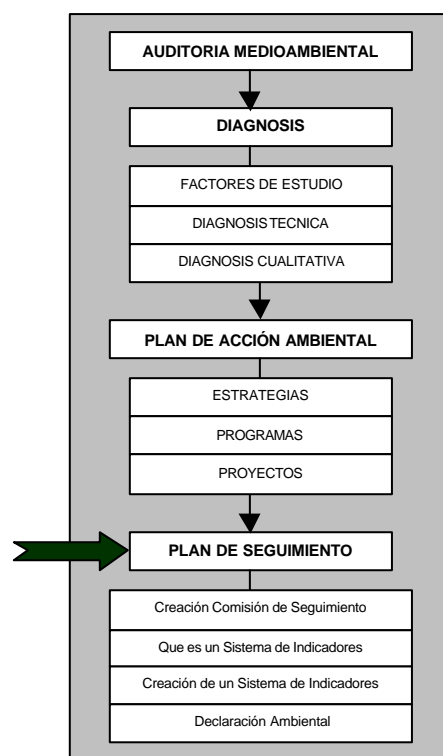 AUDITORIA MEDIOAMBIENTAL
DIAGNOSIS
FACTORES DE ESTUDIO
DIAGNOSIS TECNICA
DIAGNOSIS CUALITATIVA
PLAN DE ACCIÓN AMBIENTAL
ESTRATEGIAS
PROGRAMAS
PROYECTOS
PLAN DE SEGUIMIENTO
Creación Comisión de Seguimiento
Que es un Sistema de Indicadores
Creación de un Sistema de Indicadores
Declaración Ambiental